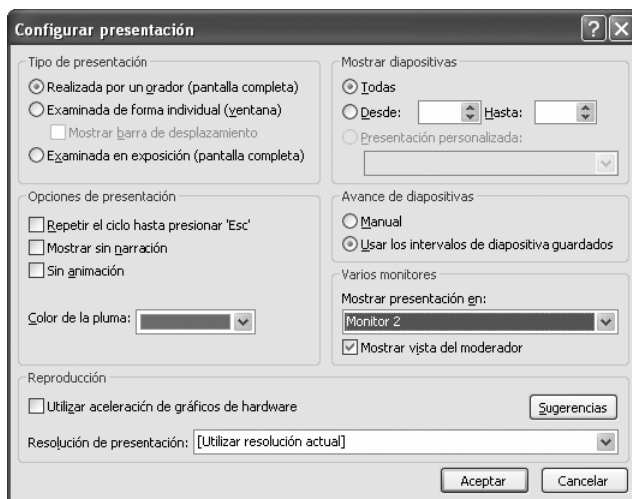 Configurar presentación
Tipo de presentación
Realizada por un orador (pantalla completa)
Examinada de forma individual (ventana)
Mostrar barra de desplazamiento
Examinada en exposición (pantalla completa)
Mostrar diapositivas
Todas
Desde: Hasta:
Presentación personalizada:
Opciones de presentación
Repetir el ciclo hasta presionar 'Esc'
Mostrar sin narración
Sin animación
Color de la pluma:
Avance de diapositivas
Manual
Usar los intervalos de diapositiva guardados
Varios monitores
Mostrar presentación en:
Monitor 2
Mostrar vista del moderador
Reproducción
Utilizar aceleración de gráficos de hardware
Sugerencias
Resolución de presentación: [Utilizar resolución actual]
Aceptar Cancelar